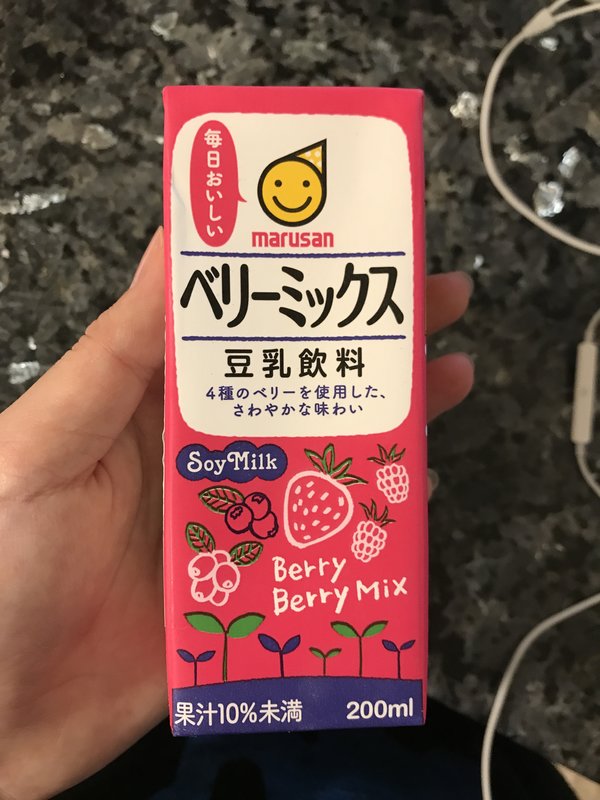 毎日おいしい
marusan
ベリーミックス
豆乳飲料
4種のベリーを使用した、
さわやかな味わい
Soy Milk
Berry
Berry Mix
果汁10%未満 200ml